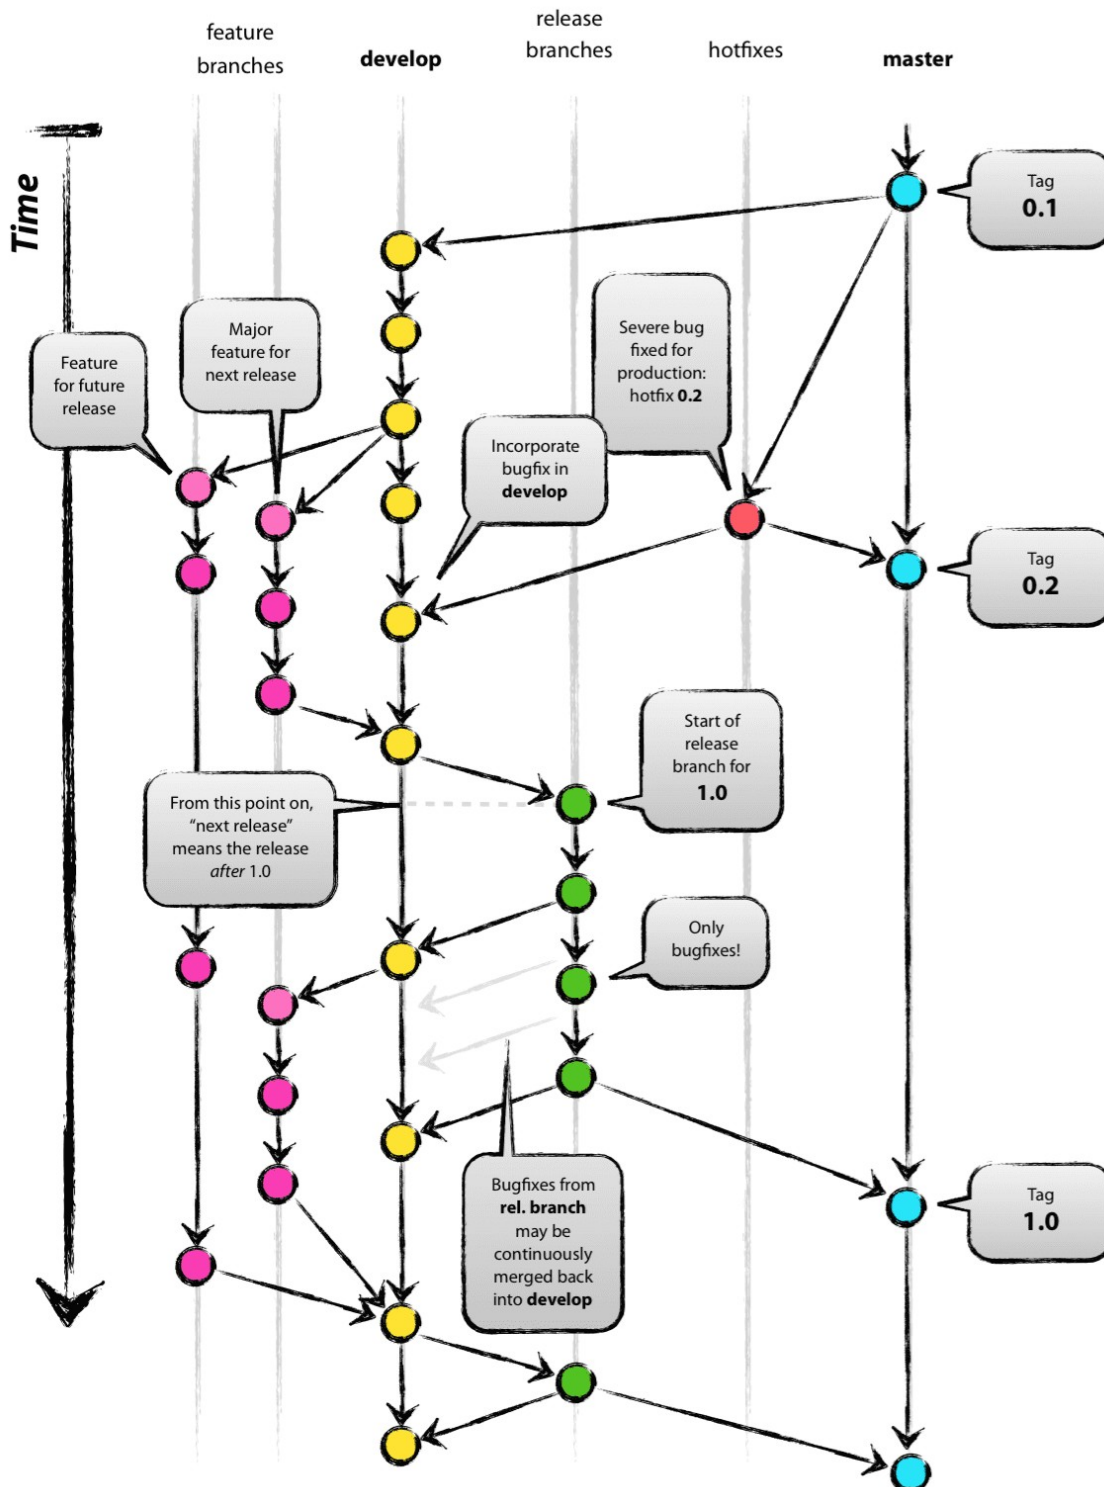 feature
branches
develop
release
branches
hotfixes
master
Time
Tag
0.1
Major
feature for
next release
Feature
for future
release
Severe bug
fixed for
production:
hotfix 0.2
Incorporate
bugfix in
develop
Tag
0.2
Start of
release
branch for
1.0
From this point on,
“next release”
means the release
after 1.0
Only
bugfixes!
Bugfixes from
rel. branch
may be
continuously
merged back
into develop
Tag
1.0